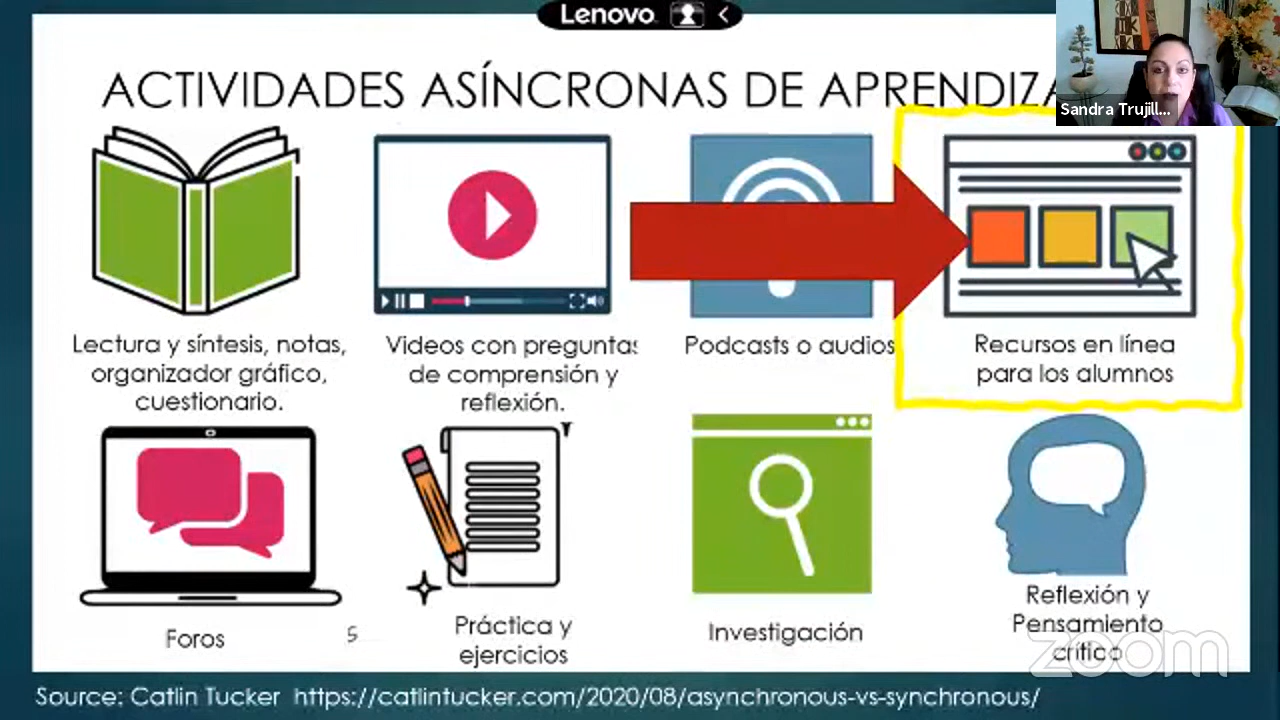 Lenovo
ACTIVIDADES ASÍNCRONAS DE APRENDIZA
Sandra Trujill...
Lectura y síntesis, notas,
organizador gráfico,
cuestionario.
Videos con preguntas
de comprensión y
reflexión.
Podcasts o audios
Recursos en línea
para los alumnos
Foros
5
Práctica y
ejercicios
Investigación
Reflexión y
Pensamiento
crítico
zoom
Source: Catlin Tucker https://catlintucker.com/2020/08/asynchronous-vs-synchronous/